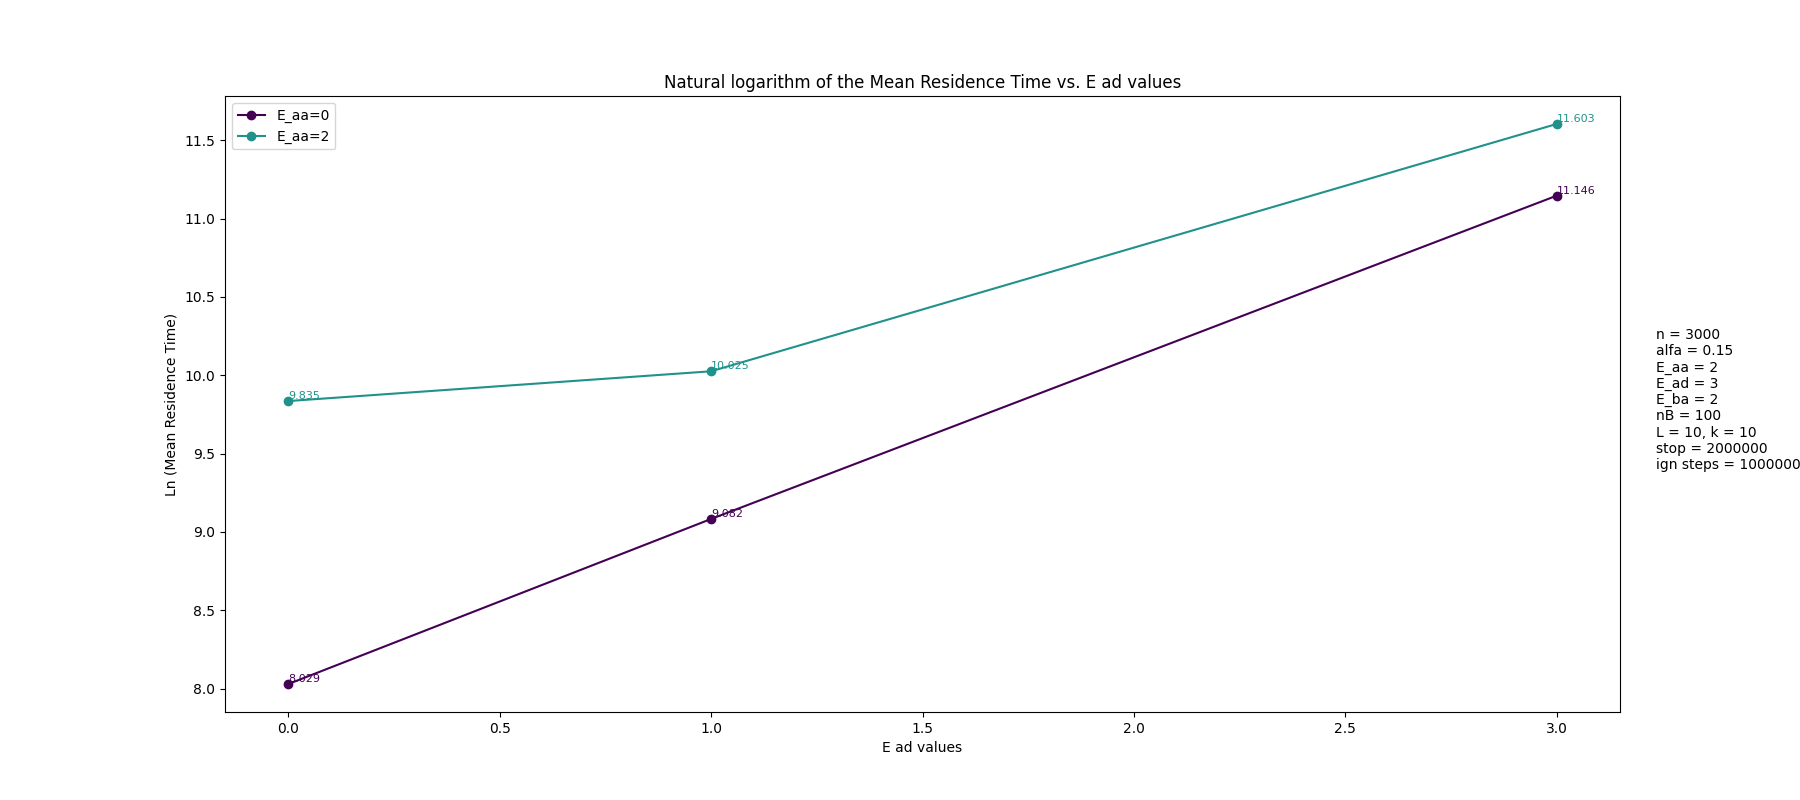 Natural logarithm of the Mean Residence Time vs. E ad values
E_aa=0
E_aa=2
11.603
11.146
10.025
9.835
9.082
8.029
11.5
11.0
10.5
10.0
9.5
9.0
8.5
8.0
Ln (Mean Residence Time)
0.0
0.5
1.0
1.5
2.0
2.5
3.0
E ad values
n = 3000
alfa = 0.15
E_aa = 2
E_ad = 3
E_ba = 2
nB = 100
L = 10, k = 10
stop = 2000000
ign steps = 1000000